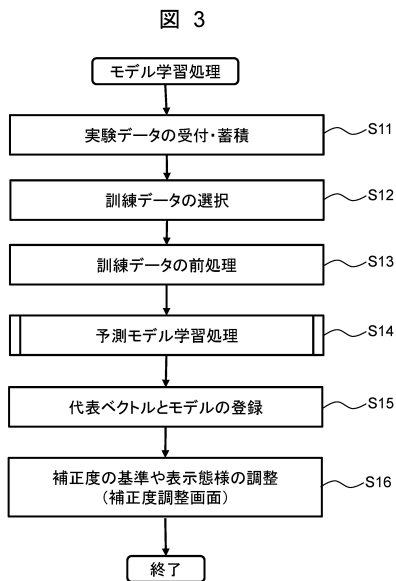 図 3
モデル学習処理
実験データの受付・蓄積
S11
訓練データの選択
S12
訓練データの前処理
S13
予測モデル学習処理
S14
代表ベクトルとモデルの登録
S15
補正度の基準や表示態様の調整
(補正度調整画面)
S16
終了